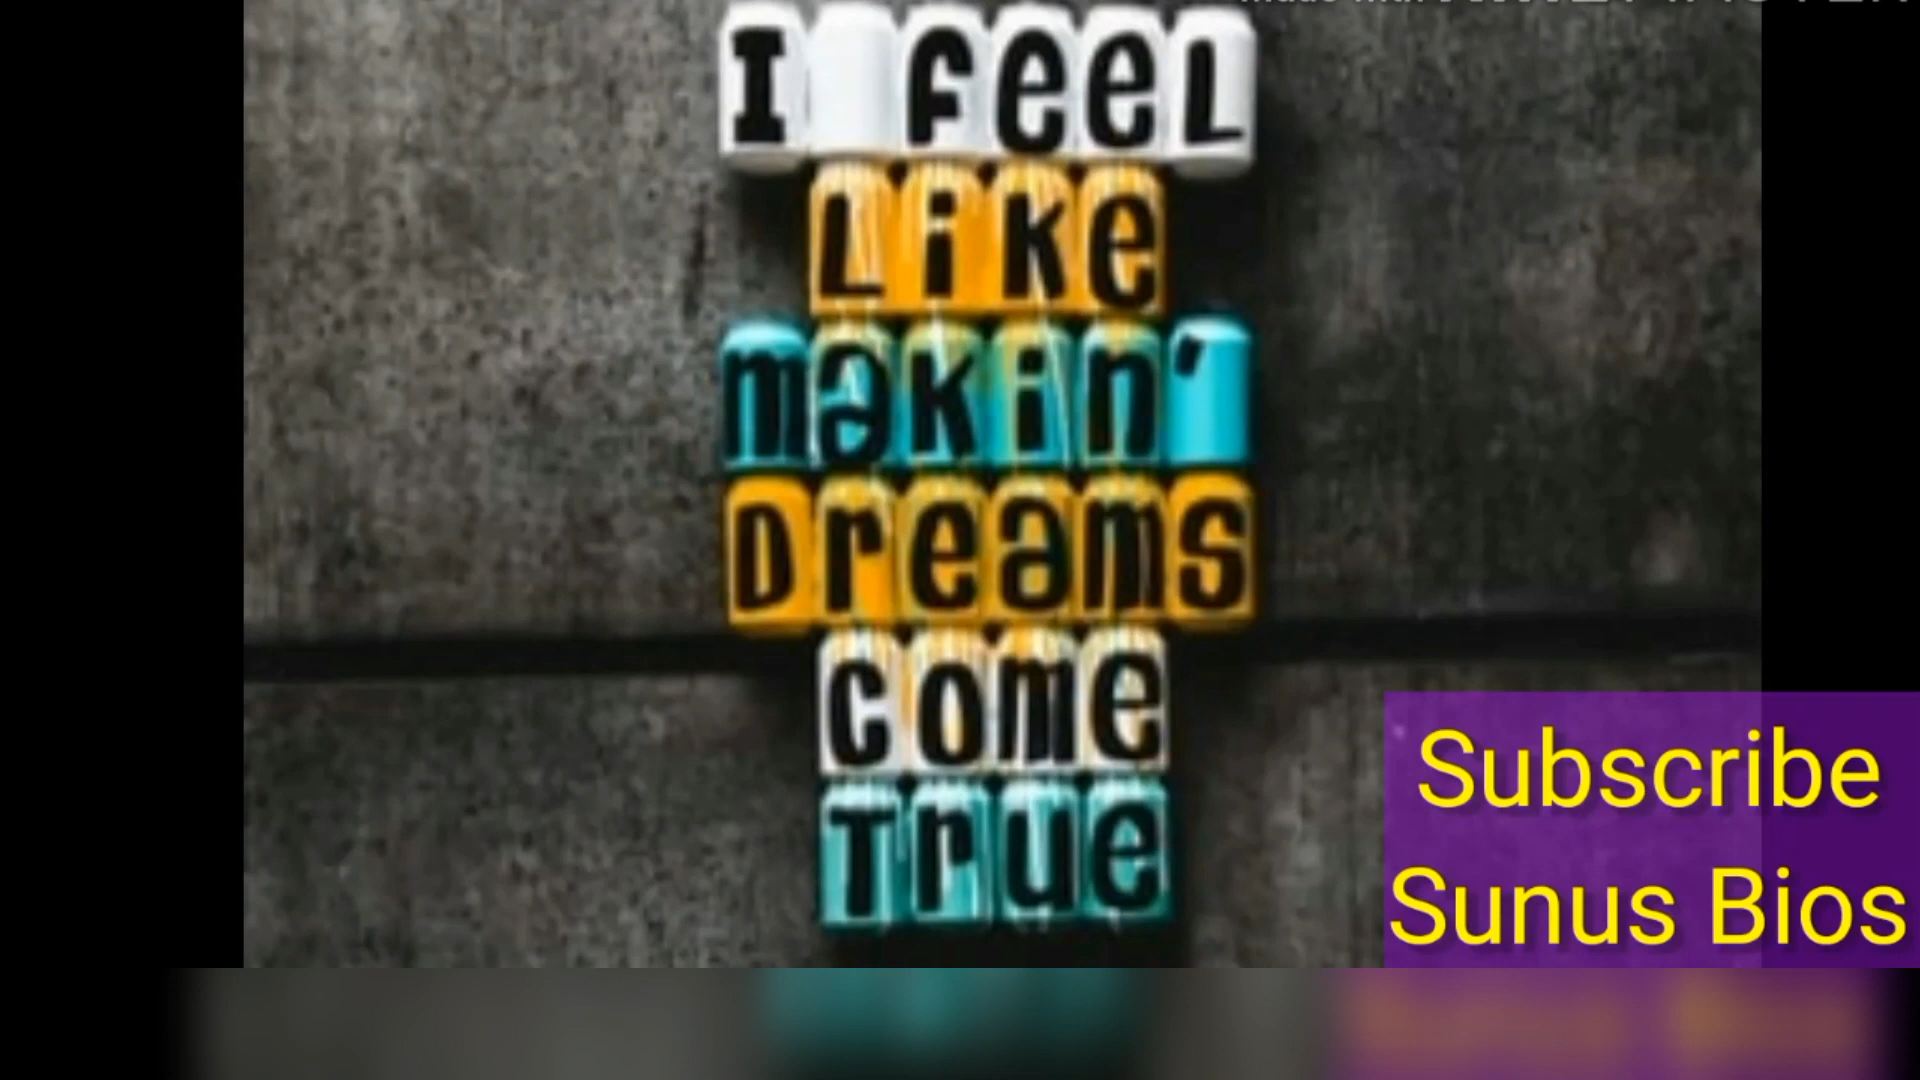 I feeL
Like
makin'
Dreams
come
True
Subscribe
Sunus Bios